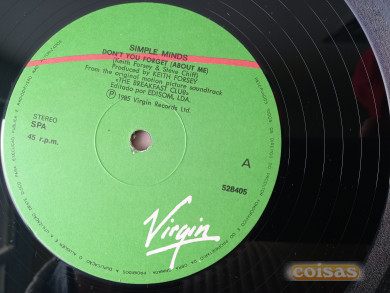 SIMPLE MINDS
DON'T YOU FORGET (ABOUT ME)
(Keith Forsey & Steve Chiff)
Produced by KEITH FORSEY
From the original motion picture soundtrack
«THE BREAKFAST CLUB»
Editado por EDISOM, LDA.
Ⓟ 1985 Virgin Records Ltd.
STEREO
SPA
45 r.p.m.
A
528405
Virgin
coisas